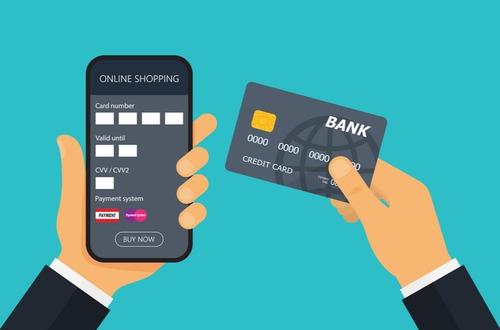 ONLINE SHOPPING
Card number
Valid until
CVV / CVV2
Payment system
PAYMENT
BUY NOW
BANK
0000 0000 0000 00
CREDIT CARD